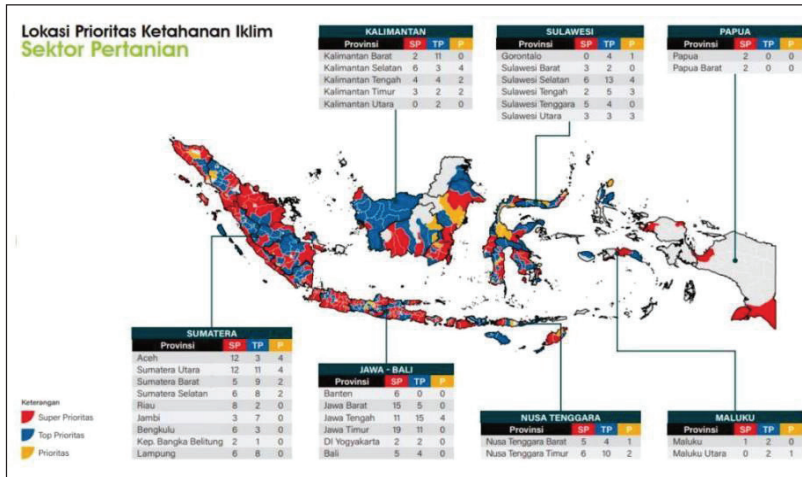 Lokasi Prioritas Ketahanan Iklim
Sektor Pertanian
KALIMANTAN
Provinsi SP TP P
Kalimantan Barat 2 11 0
Kalimantan Selatan 6 3 4
Kalimantan Tengah 4 4 2
Kalimantan Timur 3 2 2
Kalimantan Utara 0 2 0
SULAWESI
Provinsi SP TP P
Gorontalo 0 4 1
Sulawesi Barat 3 2 0
Sulawesi Selatan 6 13 4
Sulawesi Tengah 2 5 3
Sulawesi Tenggara 5 4 0
Sulawesi Utara 3 3 3
PAPUA
Provinsi SP TP P
Papua 2 0 0
Papua Barat 2 0 0
SUMATERA
Provinsi SP TP P
Aceh 12 3 4
Sumatera Utara 12 11 4
Sumatera Barat 5 9 2
Sumatera Selatan 6 8 2
Riau 8 2 0
Jambi 3 7 0
Bengkulu 6 3 0
Kep. Bangka Belitung 2 1 0
Lampung 6 8 0
JAWA - BALI
Provinsi SP TP P
Banten 6 0 0
Jawa Barat 15 5 0
Jawa Tengah 11 15 4
Jawa Timur 19 11 0
DI Yogyakarta 2 2 0
Bali 5 4 0
NUSA TENGGARA
Provinsi SP TP P
Nusa Tenggara Barat 5 4 1
Nusa Tenggara Timur 6 10 2
MALUKU
Provinsi SP TP P
Maluku 1 2 0
Maluku Utara 0 2 1
Keterangan
Super Prioritas
Top Prioritas
Prioritas